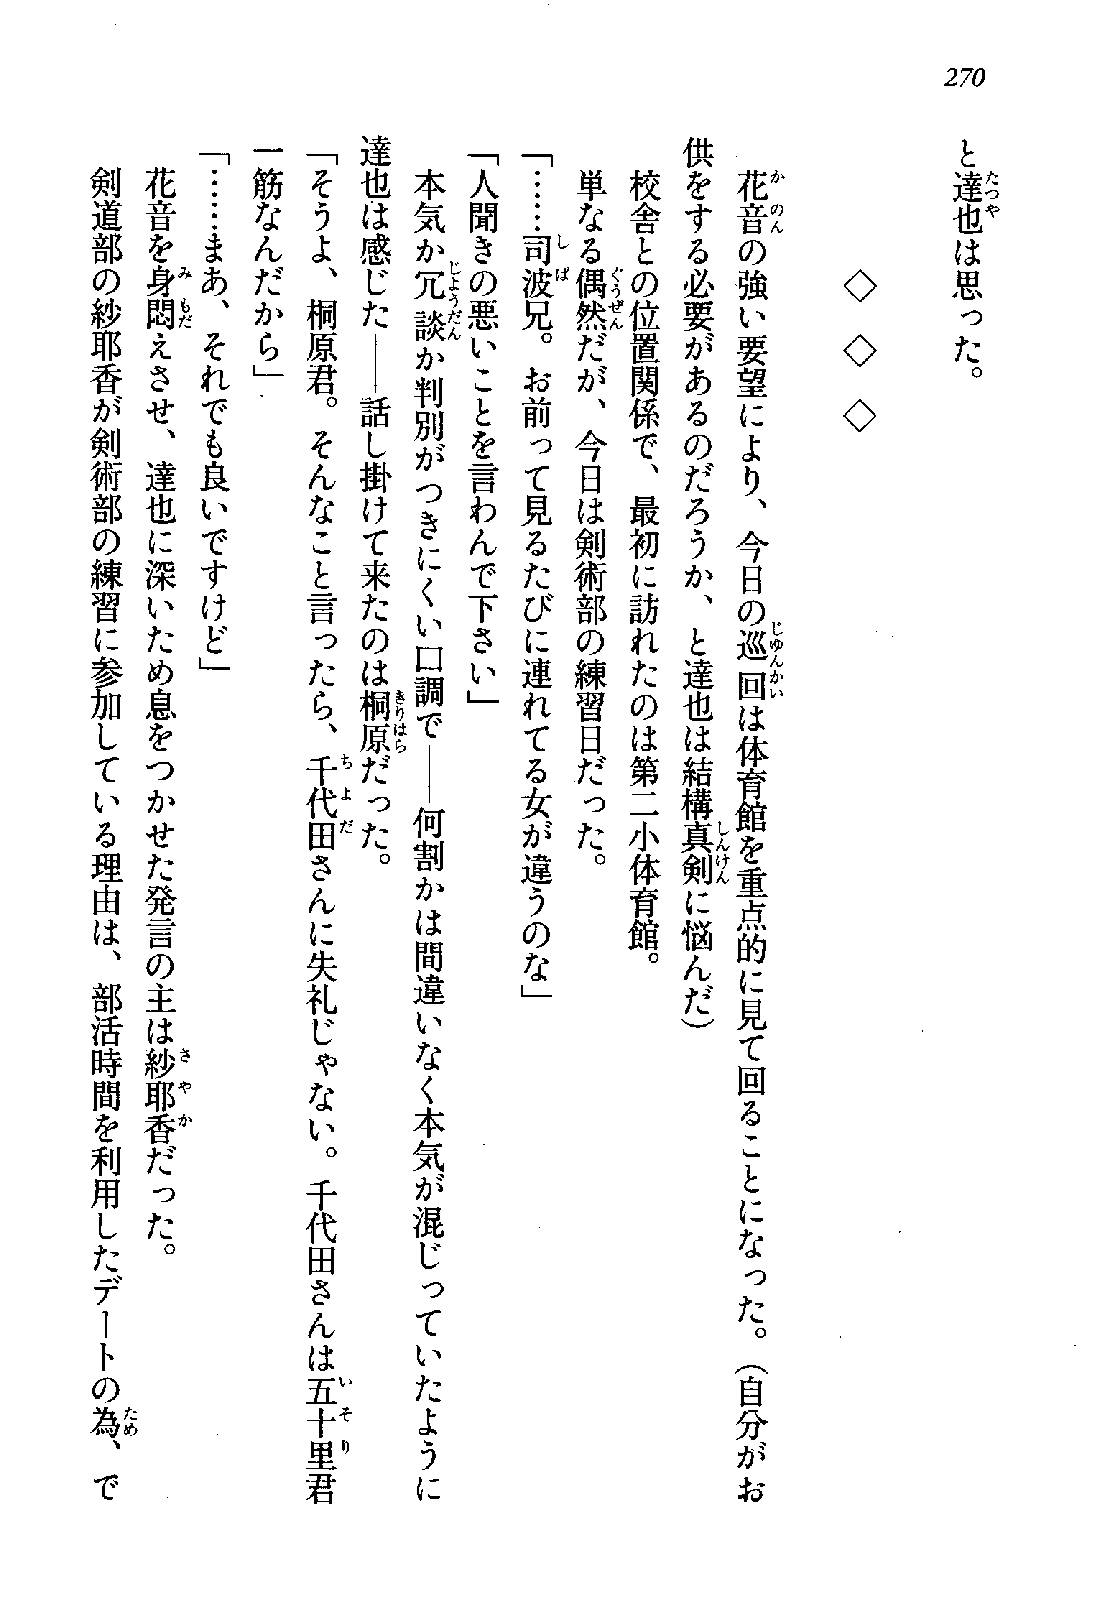 270
と達也は思った。
◇　◇　◇
花音の強い要望により、今日の巡回は体育館を重点的に見て回ることになった。（自分がお
供をする必要があるのだろうか、と達也は結構真剣に悩んだ）
校舎との位置関係で、最初に訪れたのは第二小体育館。
単なる偶然だが、今日は剣術部の練習日だった。
「……司波兄。お前って見るたびに連れてる女が違うのな」
「人聞きの悪いことを言わんで下さい」
本気か冗談か判別がつきにくい口調で――何割かは間違いなく本気が混じっていたように
達也は感じた――話し掛けて来たのは桐原だった。
「そうよ、桐原君。そんなこと言ったら、千代田さんに失礼じゃない。千代田さんは五十里君
一筋なんだから」
「……まあ、それでも良いですけど」
花音を身悶えさせ、達也に深いため息をつかせた発言の主は紗耶香だった。
剣道部の紗耶香が剣術部の練習に参加している理由は、部活時間を利用したデートの為、で